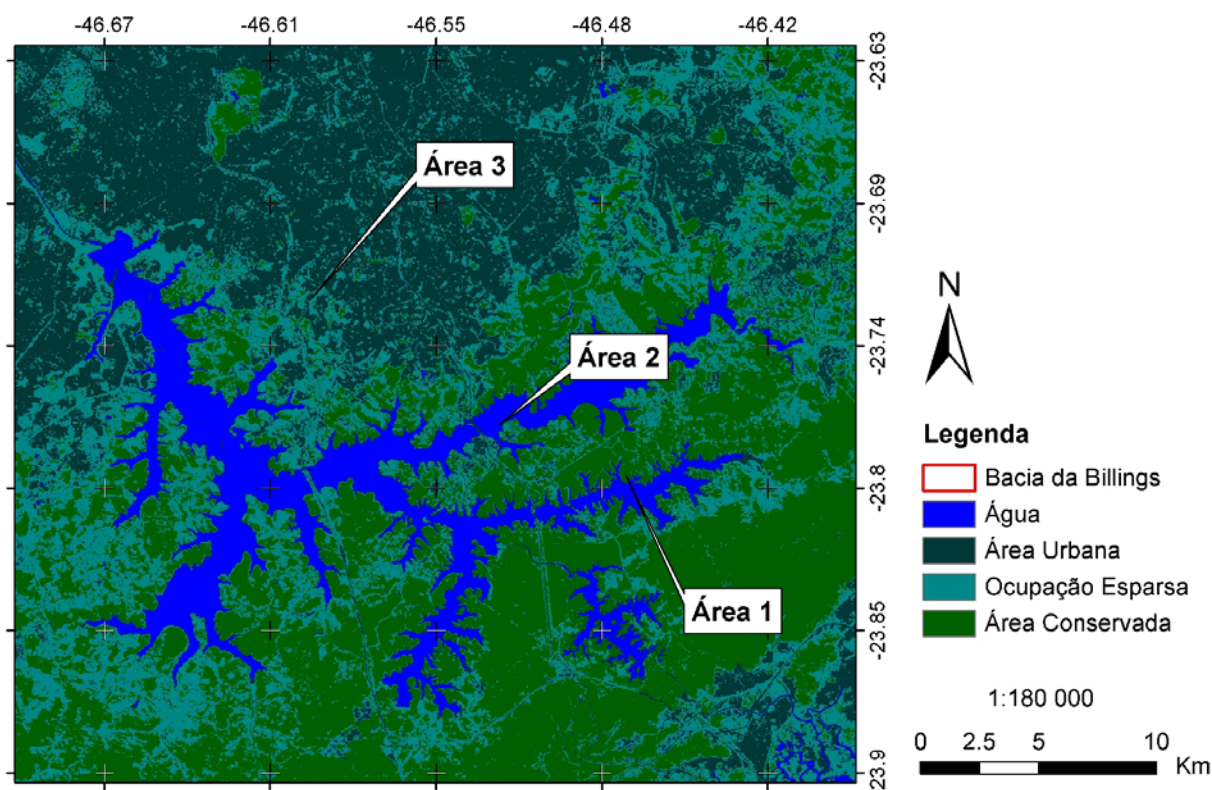 -46.67 -46.61 -46.55 -46.48 -46.42
-23.63
Área 3
-23.69
N
-23.74
Área 2
Legenda
Bacia da Billings
-23.8
Água
Área Urbana
Ocupação Esparsa
Área 1
Área Conservada
-23.85
1:180 000
0 2.5 5 10
Km
-23.9